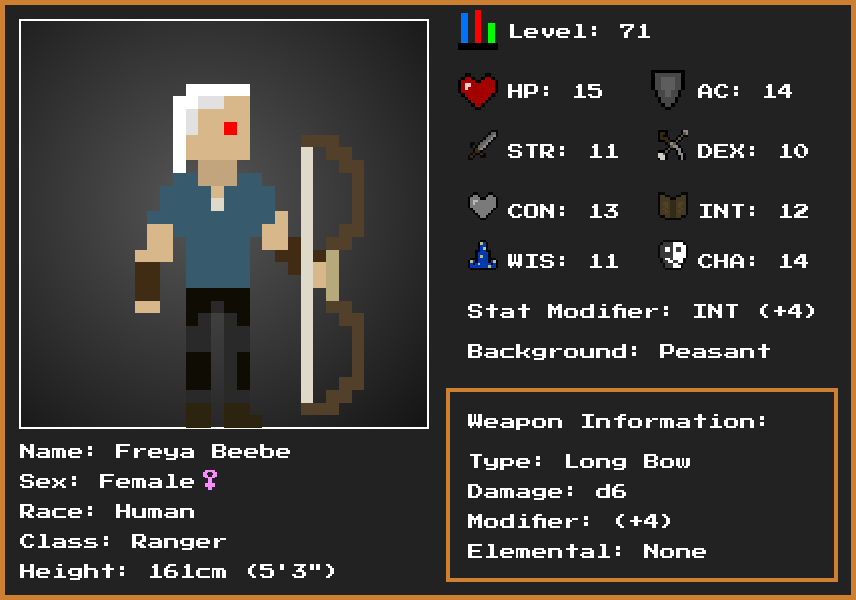 Level: 71
HP: 15 AC: 14
STR: 11 DEX: 10
CON: 13 INT: 12
WIS: 11 CHA: 14
Stat Modifier: INT (+4)
Background: Peasant
Weapon Information:
Type: Long Bow
Damage: d6
Modifier: (+4)
Elemental: None
Name: Freya Beebe
Sex: Female♀
Race: Human
Class: Ranger
Height: 161cm (5'3")